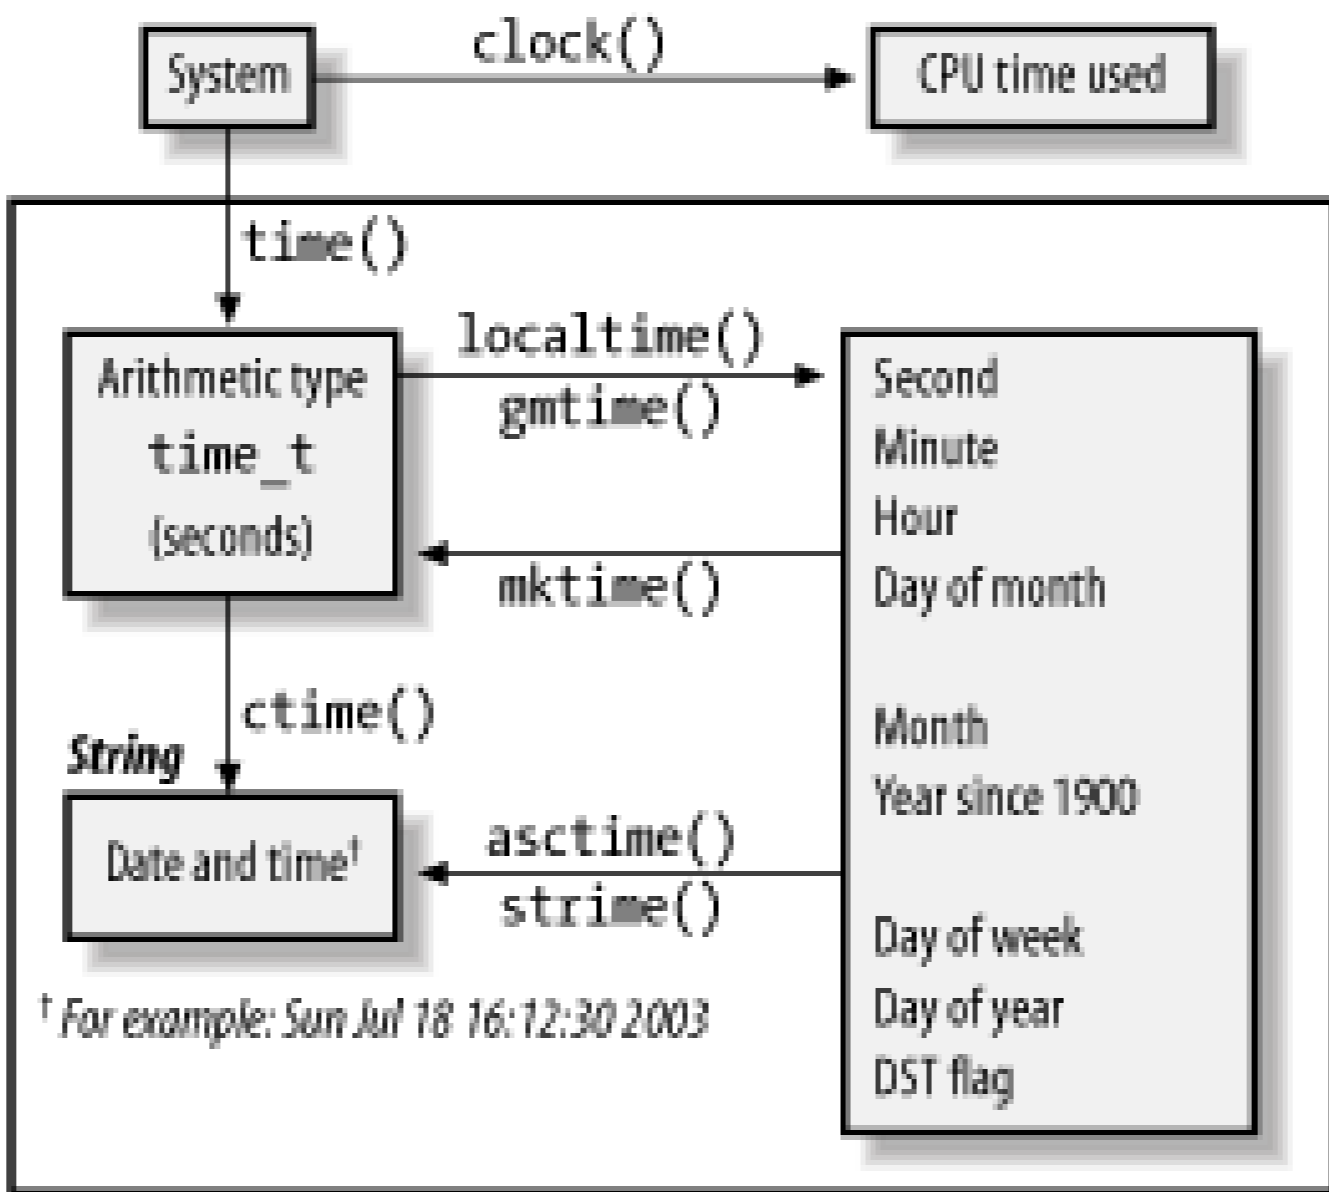 System
clock()
CPU time used
time()
Arithmetic type
time_t
(seconds)
localtime()
gmtime()
mktime()
Second
Minute
Hour
Day of month
Month
Year since 1900
Day of week
Day of year
DST flag
ctime()
String
Date and time†
asctime()
strime()
† For example: Sun Jul 18 16:12:30 2003